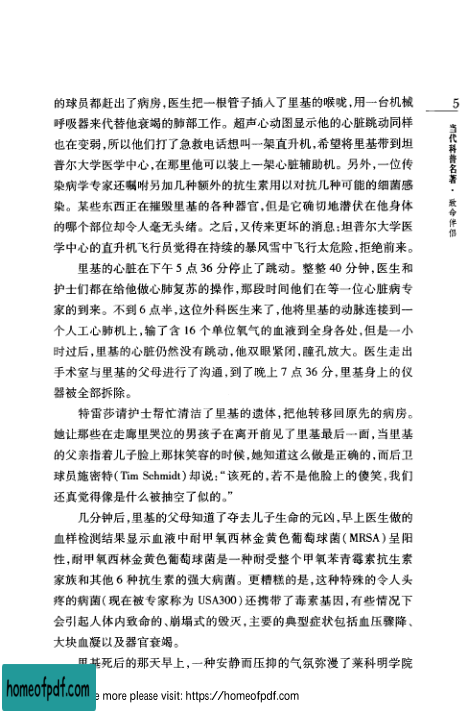 的球员都赶出了病房,医生把一根管子插入了里基的喉咙,用一台机械
呼吸器来代替他衰竭的肺部工作。超声心动图显示他的心脏跳动同样
也在变弱,所以他们打了急救电话想叫一架直升机,希望将里基带到坦
普尔大学医学中心,在那里他可以装上一架心脏辅助机。另外,一位传
染病学专家还嘱咐另加几种额外的抗生素用以对抗几种可能的细菌感
染。某些东西正在摧毁里基的各种器官,但是它确切地潜伏在他身体
的哪个部位却令人毫无头绪。之后,又传来更坏的消息:坦普尔大学医
学中心的直升机飞行员觉得在持续的暴风雪中飞行太危险,拒绝前来。
里基的心脏在下午 5 点 36 分停止了跳动。整整 40 分钟,医生和
护士们都在给他做心肺复苏的操作,那段时间他们在等一位心脏病专
家的到来。不到 6 点半,这位外科医生来了,他将里基的动脉连接到一
个人工心肺机上,输了含 16 个单位氧气的血液到全身各处,但是一小
时过后,里基的心脏仍然没有跳动,他双眼紧闭,瞳孔放大。医生走出
手术室与里基的父母进行了沟通,到了晚上 7 点 36 分,里基身上的仪
器被全部拆除。
特雷莎请护士帮忙清洁了里基的遗体,把他转移回原先的病房。
她让那些在走廊里哭泣的男孩子在离开前见了里基最后一面,当里基
的父亲指着儿子脸上那抹笑容的时候,她知道这么做是正确的,而后卫
球员施密特(Tim Schmidt)却说:“该死的,若不是他脸上的傻笑,我们
还真觉得像是什么被抽空了似的。”
几分钟后,里基的父母知道了夺去儿子生命的元凶,早上医生做的
血样检测结果显示血液中耐甲氧西林金黄色葡萄球菌(MRSA)呈阳
性,耐甲氧西林金黄色葡萄球菌是一种耐受整个甲氧苯青霉素抗生素
家族和其他 6 种抗生素的强大病菌。更糟糕的是,这种特殊的令人头
疼的病菌(现在被专家称为 USA300)还携带了毒素基因,有些情况下
会引起人体内致命的、崩塌式的毁灭,主要的典型症状包括血压骤降、
大块血凝以及器官衰竭。
里基死后的那天早上,一种安静而压抑的气氛弥漫了莱科明学院
5
当代科普名著·致命伴侣
homeofpdf.com
e more please visit: https://homeofpdf.com